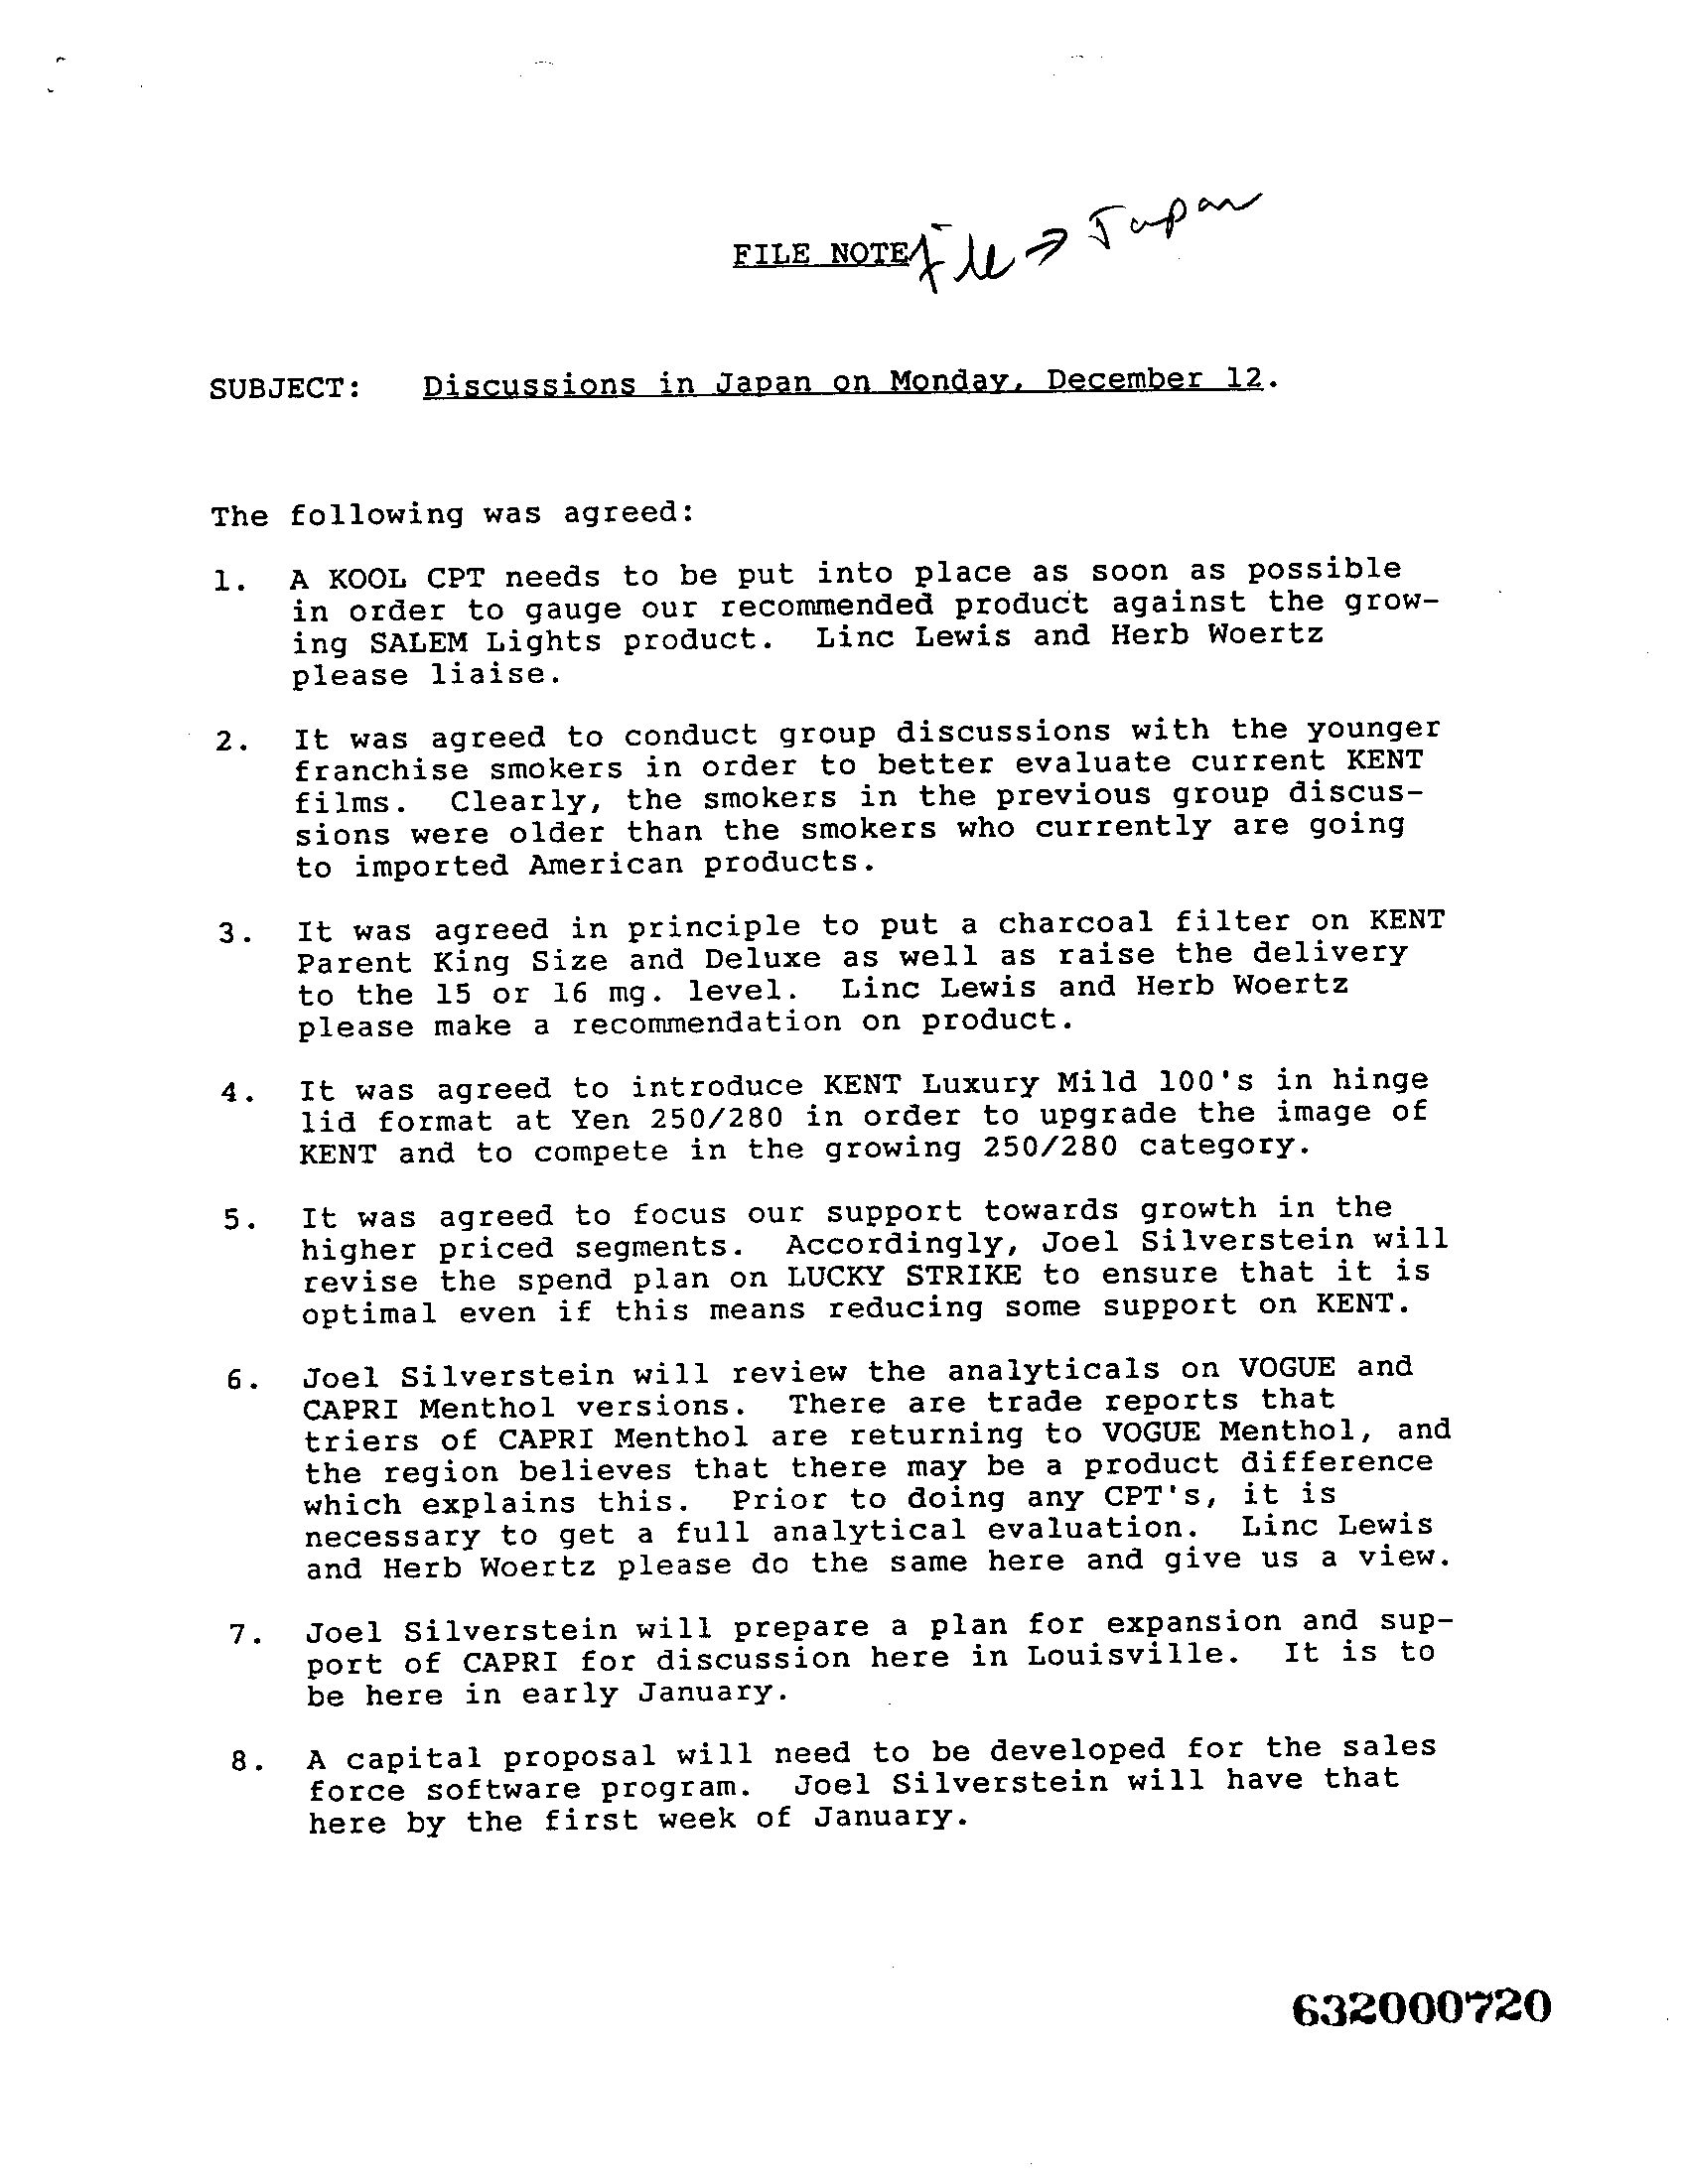 FILE NOTE File → Japan
SUBJECT: Discussions in Japan on Monday, December 12.
The following was agreed:
1. A KOOL CPT needs to be put into place as soon as possible
in order to gauge our recommended product against the grow-
ing SALEM Lights product. Linc Lewis and Herb Woertz
please liaise.
2. It was agreed to conduct group discussions with the younger
franchise smokers in order to better evaluate current KENT
films. Clearly, the smokers in the previous group discus-
sions were older than the smokers who currently are going
to imported American products.
3. It was agreed in principle to put a charcoal filter on KENT
Parent King Size and Deluxe as well as raise the delivery
to the 15 or 16 mg. level. Linc Lewis and Herb Woertz
please make a recommendation on product.
4. It was agreed to introduce KENT Luxury Mild 100's in hinge
lid format at Yen 250/280 in order to upgrade the image of
KENT and to compete in the growing 250/280 category.
5. It was agreed to focus our support towards growth in the
higher priced segments. Accordingly, Joel Silverstein will
revise the spend plan on LUCKY STRIKE to ensure that it is
optimal even if this means reducing some support on KENT.
6. Joel Silverstein will review the analyticals on VOGUE and
CAPRI Menthol versions. There are trade reports that
triers of CAPRI Menthol are returning to VOGUE Menthol, and
the region believes that there may be a product difference
which explains this. Prior to doing any CPT's, it is
necessary to get a full analytical evaluation. Linc Lewis
and Herb Woertz please do the same here and give us a view.
7. Joel Silverstein will prepare a plan for expansion and sup-
port of CAPRI for discussion here in Louisville. It is to
be here in early January.
8. A capital proposal will need to be developed for the sales
force software program. Joel Silverstein will have that
here by the first week of January.
632000720